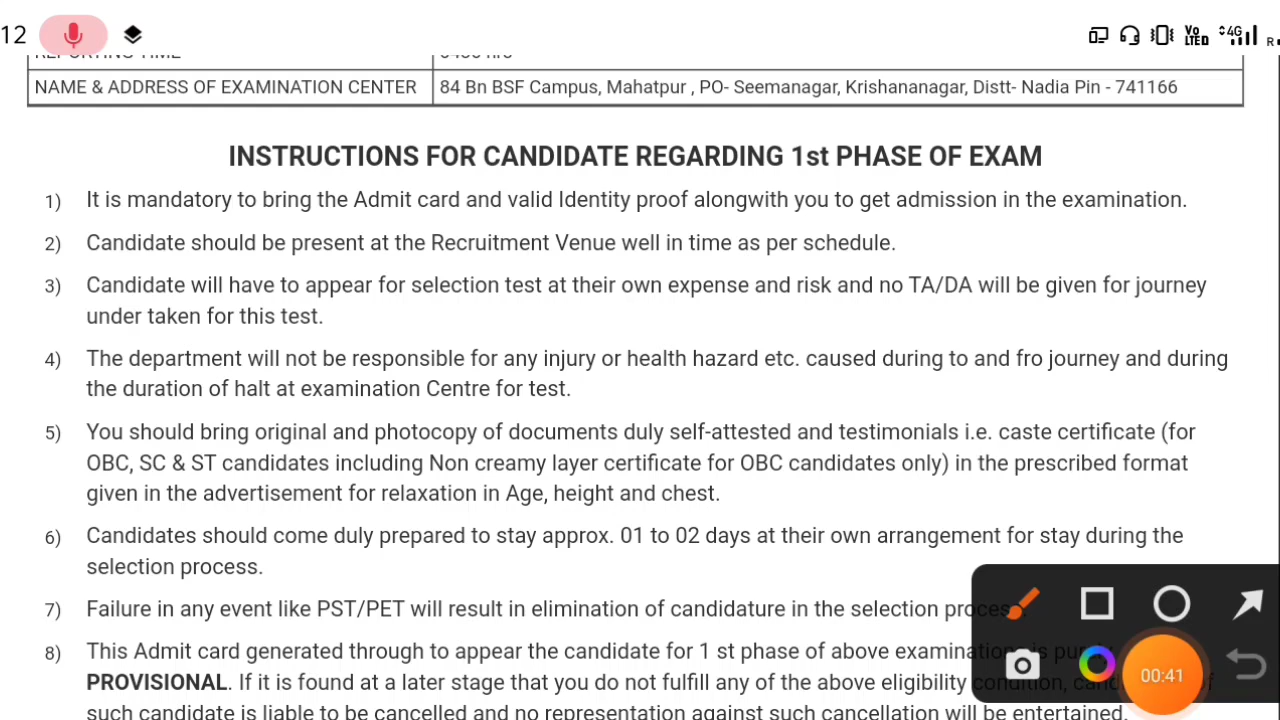 12
4G
VoLTE
R
REPORTING TIME
NAME & ADDRESS OF EXAMINATION CENTER 84 Bn BSF Campus, Mahatpur , PO- Seemanagar, Krishananagar, Distt- Nadia Pin - 741166
INSTRUCTIONS FOR CANDIDATE REGARDING 1st PHASE OF EXAM
1) It is mandatory to bring the Admit card and valid Identity proof alongwith you to get admission in the examination.
2) Candidate should be present at the Recruitment Venue well in time as per schedule.
3) Candidate will have to appear for selection test at their own expense and risk and no TA/DA will be given for journey
under taken for this test.
4) The department will not be responsible for any injury or health hazard etc. caused during to and fro journey and during
the duration of halt at examination Centre for test.
5) You should bring original and photocopy of documents duly self-attested and testimonials i.e. caste certificate (for
OBC, SC & ST candidates including Non creamy layer certificate for OBC candidates only) in the prescribed format
given in the advertisement for relaxation in Age, height and chest.
6) Candidates should come duly prepared to stay approx. 01 to 02 days at their own arrangement for stay during the
selection process.
7) Failure in any event like PST/PET will result in elimination of candidature in the selection process.
8) This Admit card generated through to appear the candidate for 1 st phase of above examination is
PROVISIONAL. If it is found at a later stage that you do not fulfill any of the above eligibility condition, of
such candidate is liable to be cancelled and no representation against such cancellation will be entertained.
00:41